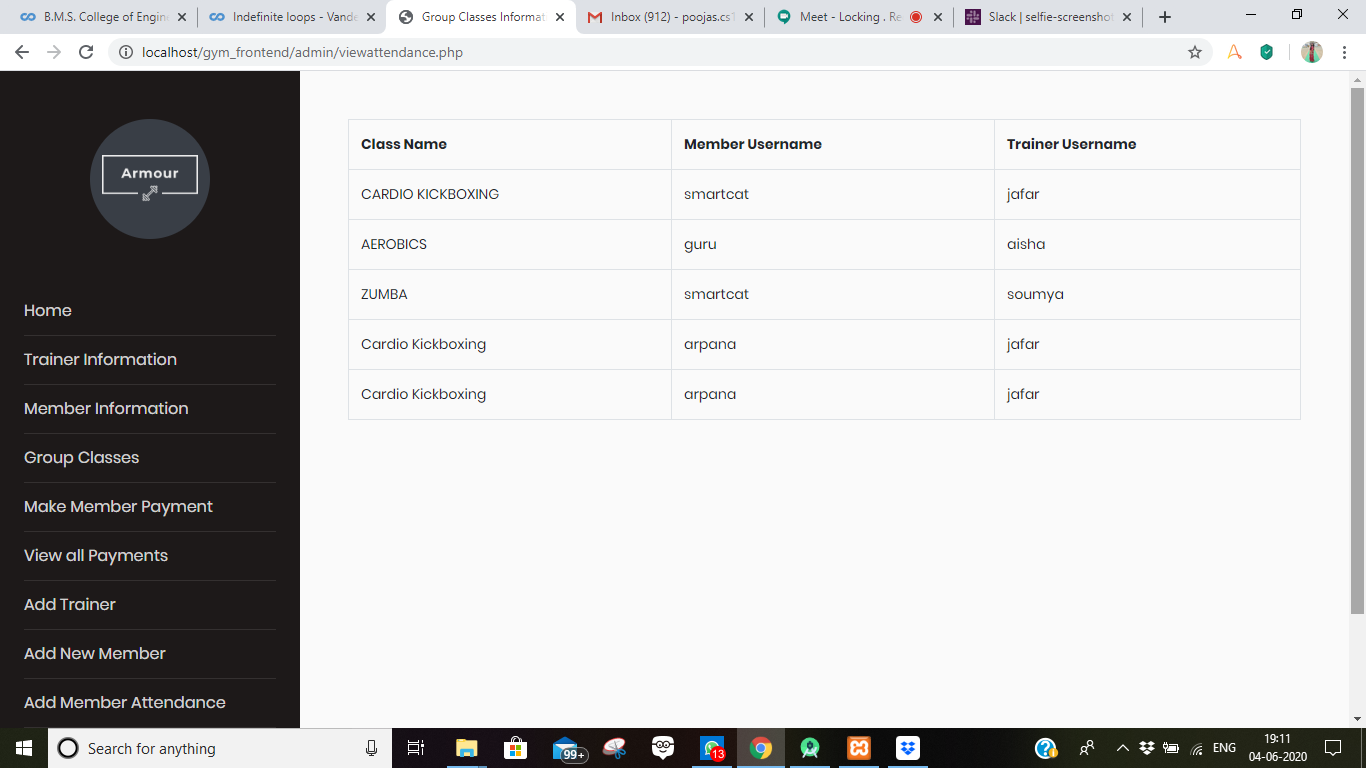 B.M.S. College of Engin
Indefinite loops - Vande
Group Classes Informat
Inbox (912) - poojas.cs1
Meet - Locking . Re
Slack | selfie-screenshot
localhost/gym_frontend/admin/viewattendance.php
Armour
Home
Trainer Information
Member Information
Group Classes
Make Member Payment
View all Payments
Add Trainer
Add New Member
Add Member Attendance
Class Name Member Username Trainer Username
CARDIO KICKBOXING smartcat jafar
AEROBICS guru aisha
ZUMBA smartcat soumya
Cardio Kickboxing arpana jafar
Cardio Kickboxing arpana jafar
Search for anything
99+
13
ENG
19:11
04-06-2020